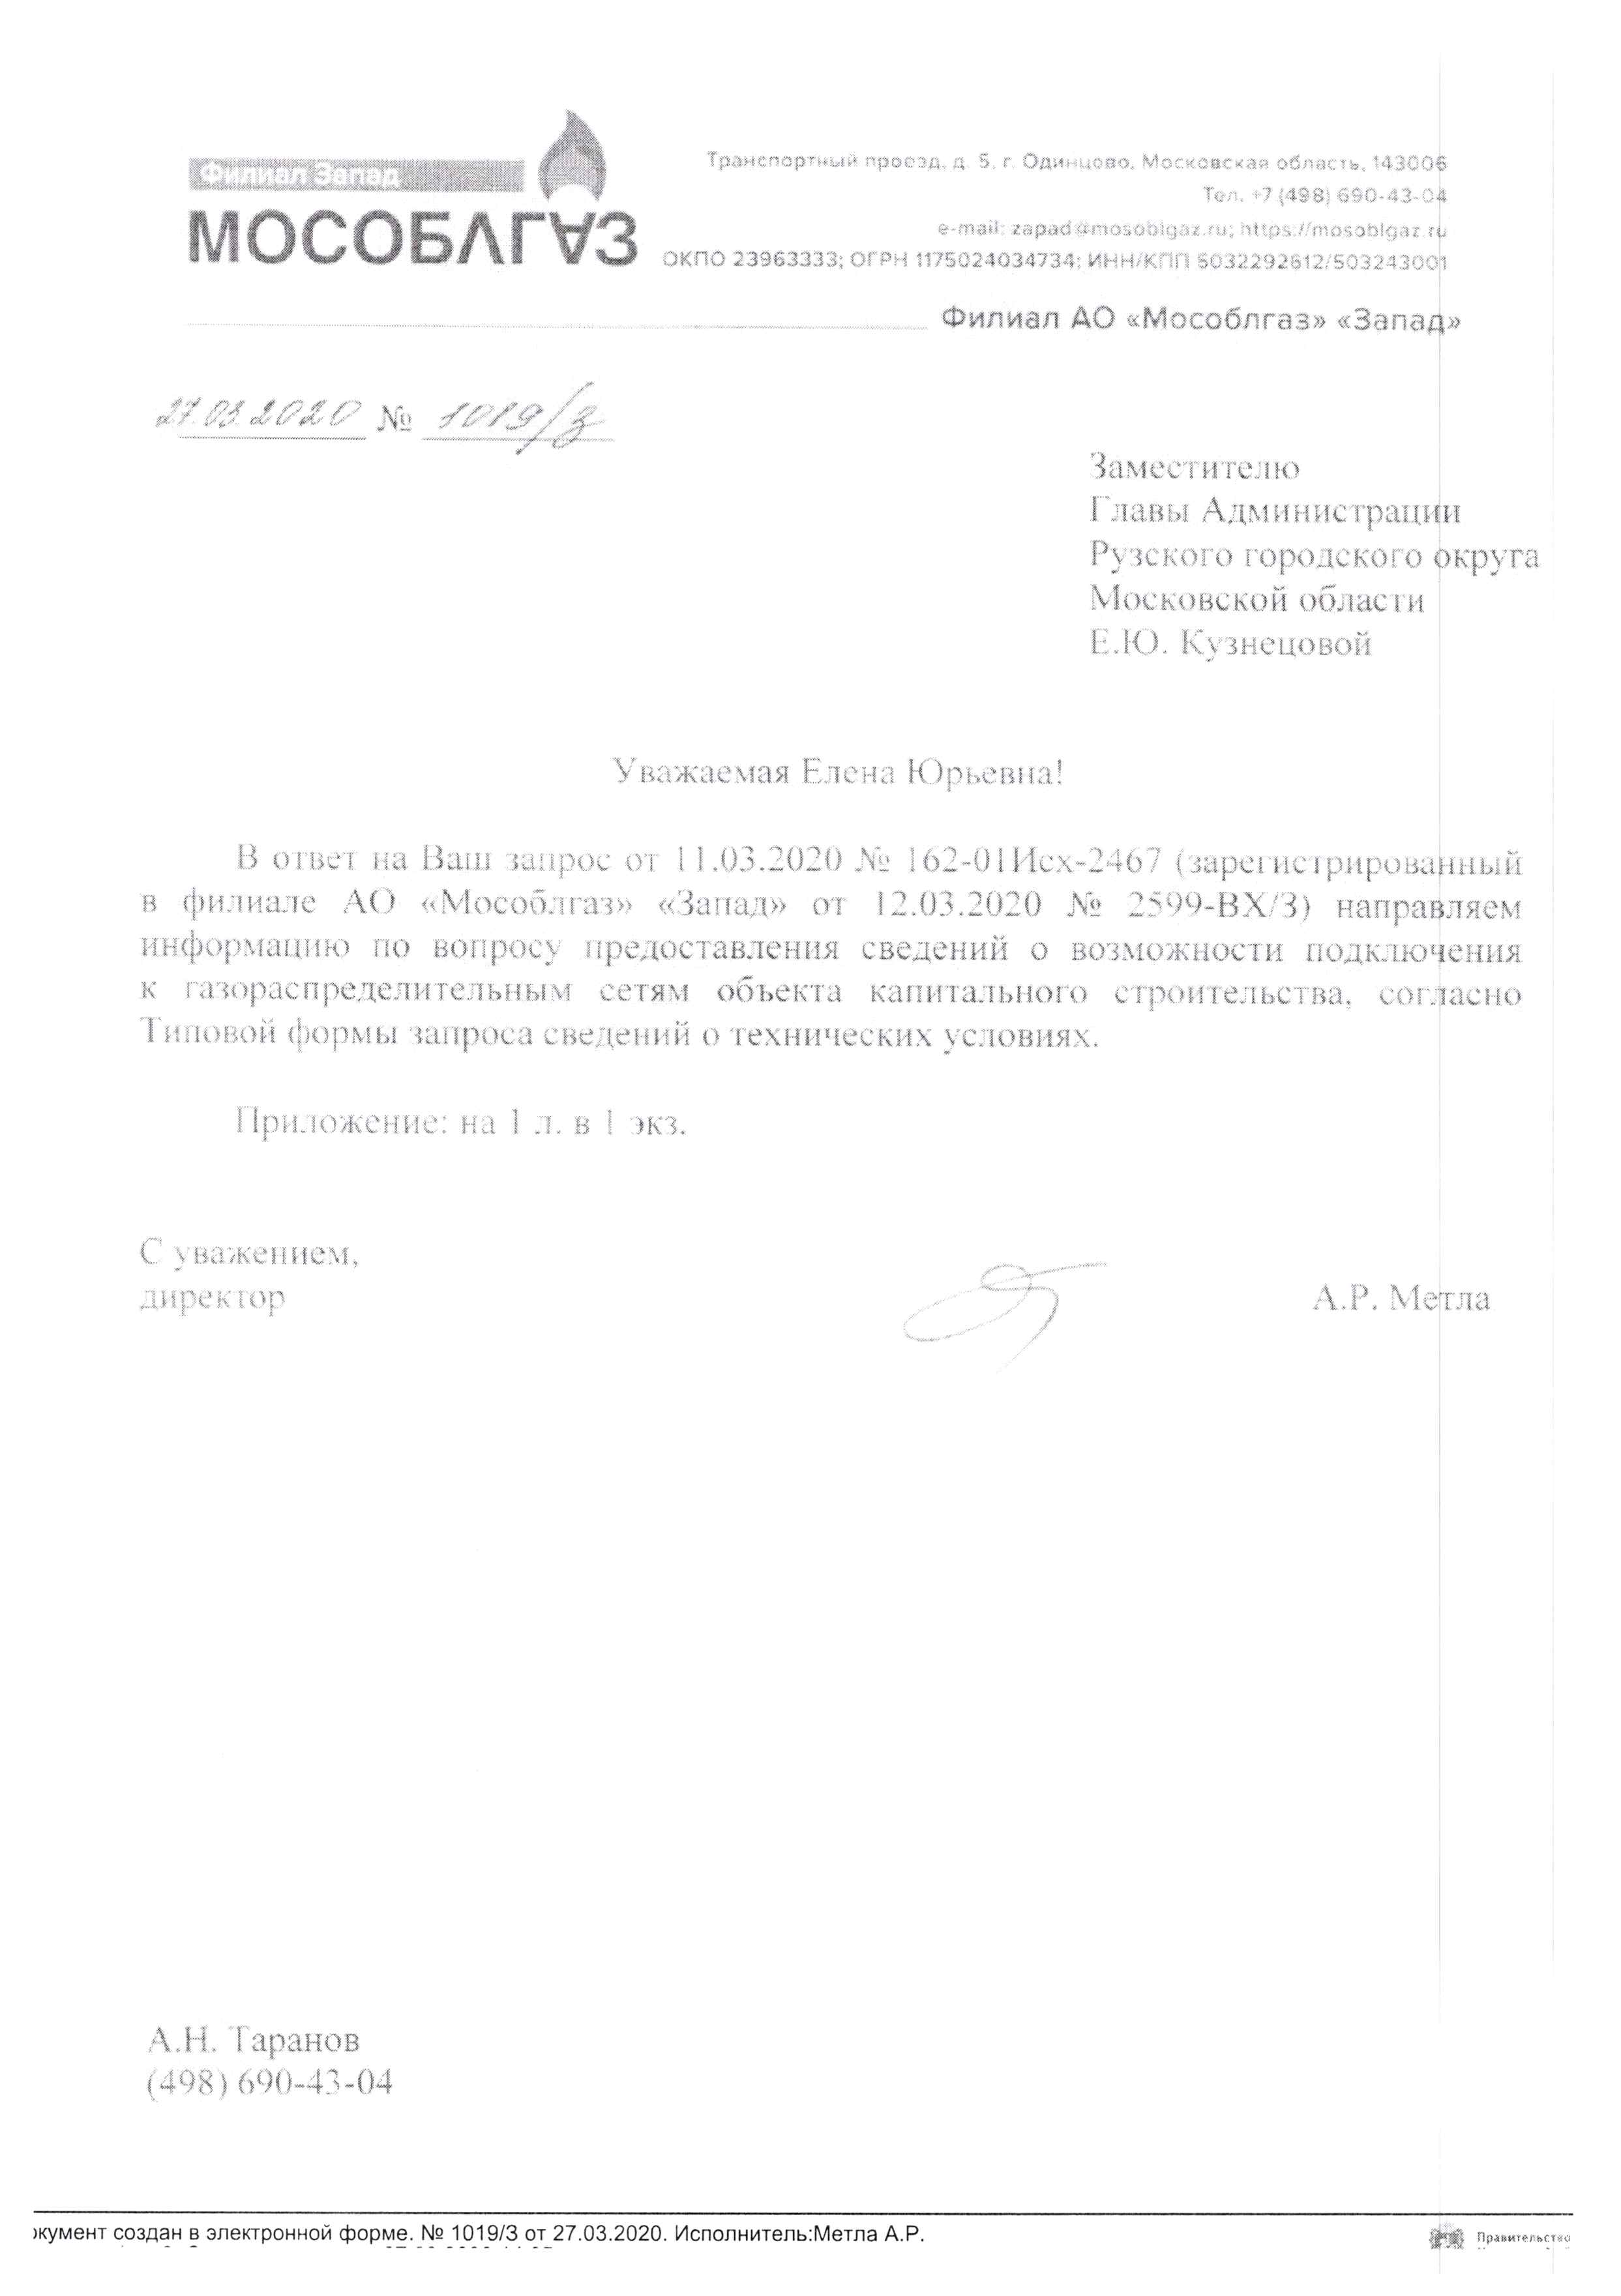 Филиал Запад
МОСОБЛГАЗ
Транспортный проезд, д. 5, г. Одинцово, Московская область, 143006
Тел. +7 (498) 690-43-04
e-mail: zapad@mosoblgaz.ru; https://mosoblgaz.ru
ОКПО 23963333; ОГРН 1175024034734; ИНН/КПП 5032292612/503243001
Филиал АО «Мособлгаз» «Запад»
27.03.2020 № 1019/З
Заместителю
Главы Администрации
Рузского городского округа
Московской области
Е.Ю. Кузнецовой
Уважаемая Елена Юрьевна!
В ответ на Ваш запрос от 11.03.2020 № 162-01Исх-2467 (зарегистрированный
в филиале АО «Мособлгаз» «Запад» от 12.03.2020 № 2599-ВХ/З) направляем
информацию по вопросу предоставления сведений о возможности подключения
к газораспределительным сетям объекта капитального строительства, согласно
Типовой формы запроса сведений о технических условиях.
Приложение: на 1 л. в 1 экз.
С уважением,
директор А.Р. Метла
А.Н. Таранов
(498) 690-43-04
окумент создан в электронной форме. № 1019/З от 27.03.2020. Исполнитель:Метла А.Р.
Правительство